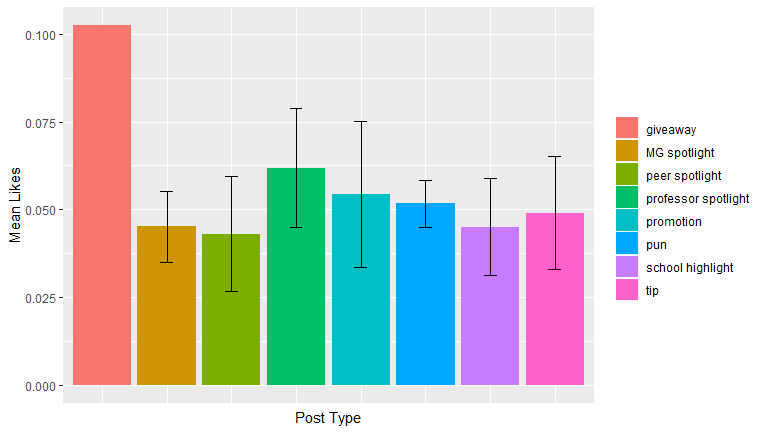 Mean Likes
0.100
0.075
0.050
0.025
0.000
Post Type
giveaway
MG spotlight
peer spotlight
professor spotlight
promotion
pun
school highlight
tip